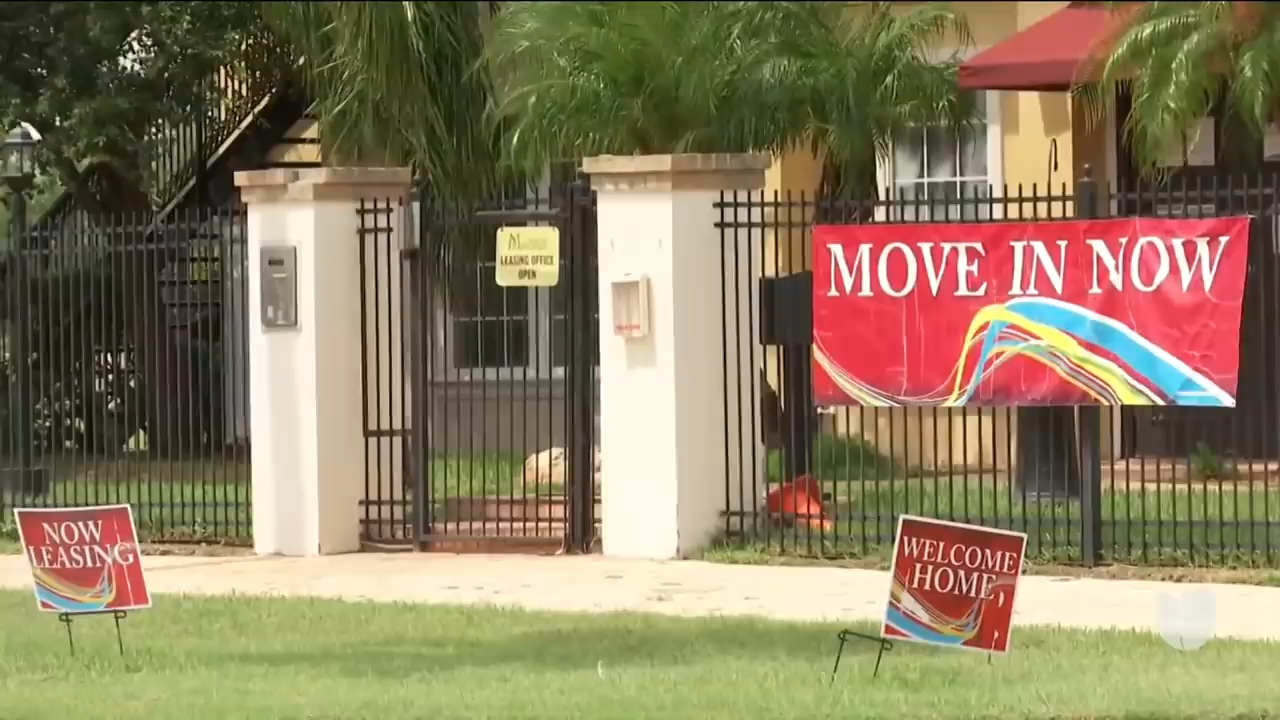 LEASING OFFICE
OPEN
MOVE IN NOW
NOW
LEASING
WELCOME
HOME